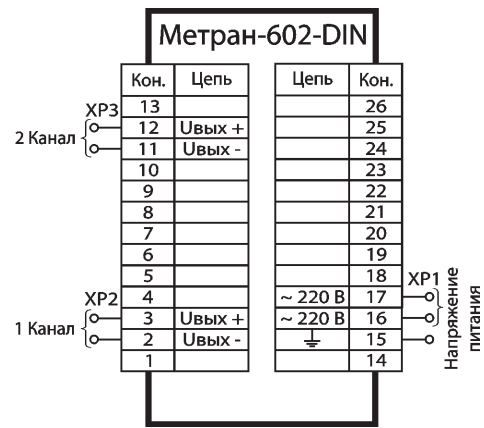 Метран-602-DIN
Кон. Цепь Цепь Кон.
13 26
XP3
12 Uвых + 25
2 Канал
11 Uвых - 24
10 23
9 22
8 21
7 20
6 19
5 18
XP2 XP1
4 ~ 220 В 17
3 Uвых + ~ 220 В 16
1 Канал
2 Uвых - 15
1 14
Напряжение
питания